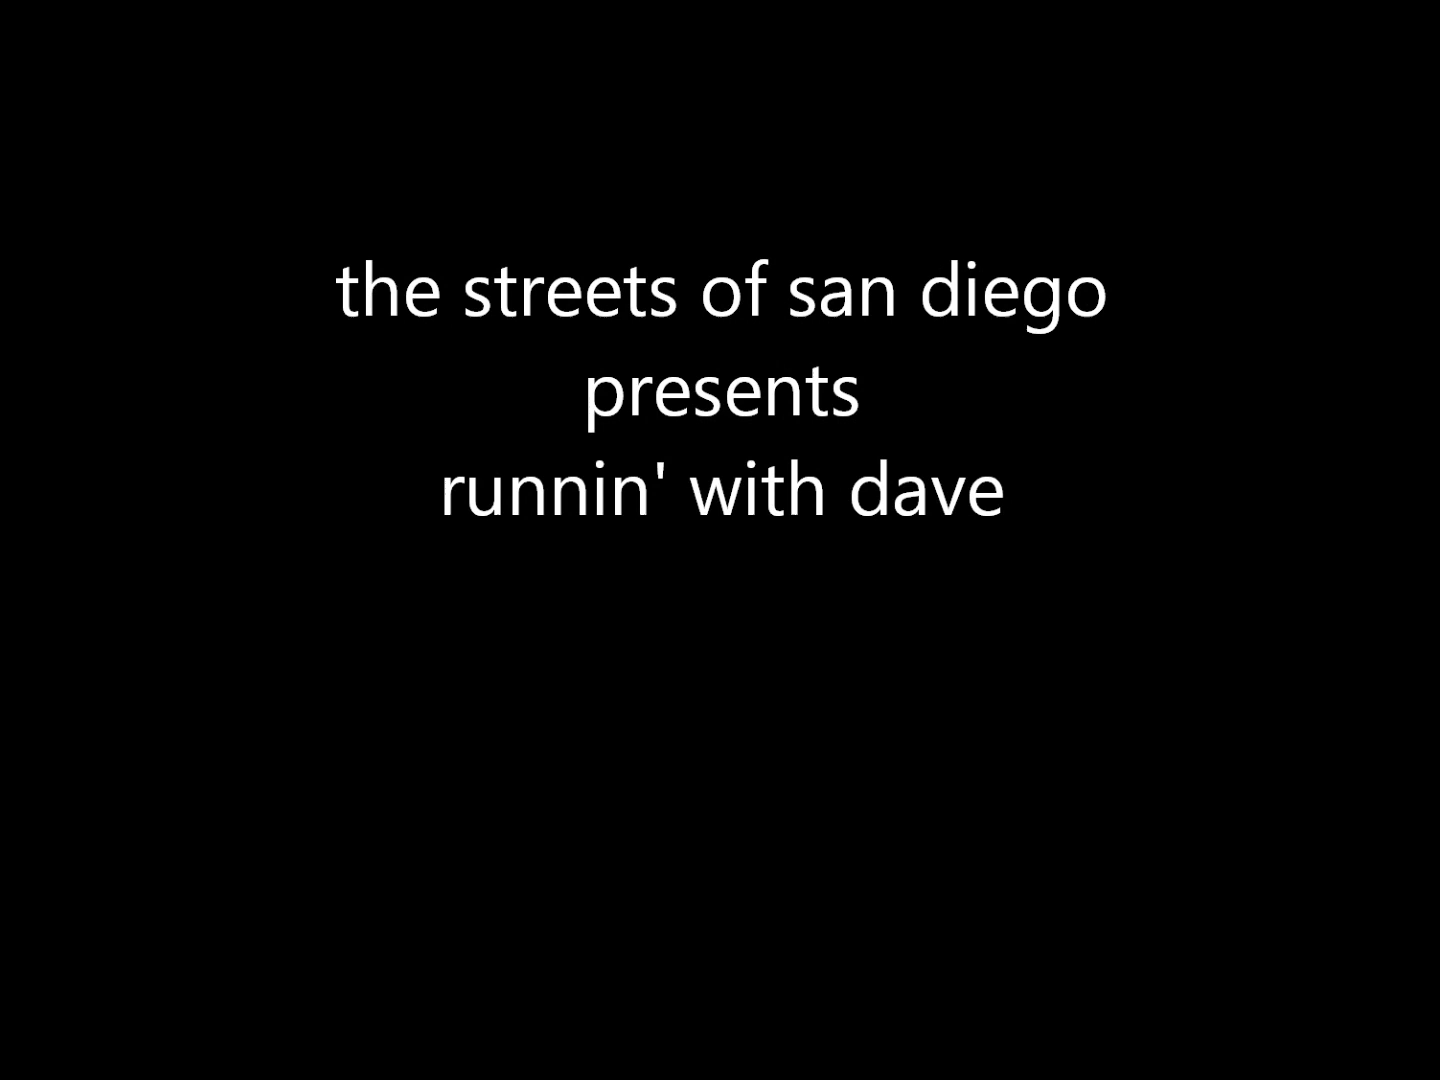 the streets of san diego
presents
runnin' with dave